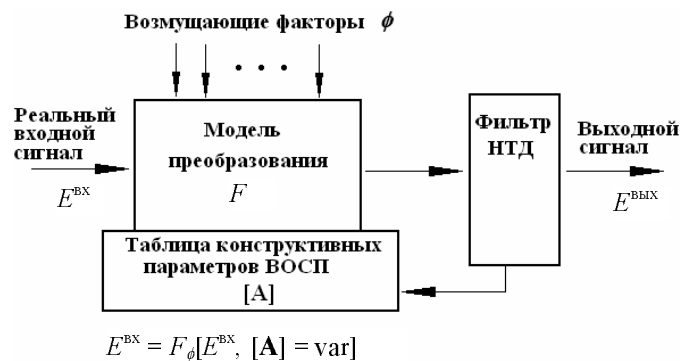 Возмущающие факторы ϕ
• • •
Реальный
входной
сигнал
E^ВХ
Модель
преобразования
F
Фильтр
НТД
Выходной
сигнал
E^ВЫХ
Таблица конструктивных
параметров ВОСП
[A]
E^ВХ = F_ϕ[E^ВХ, [A] = var]